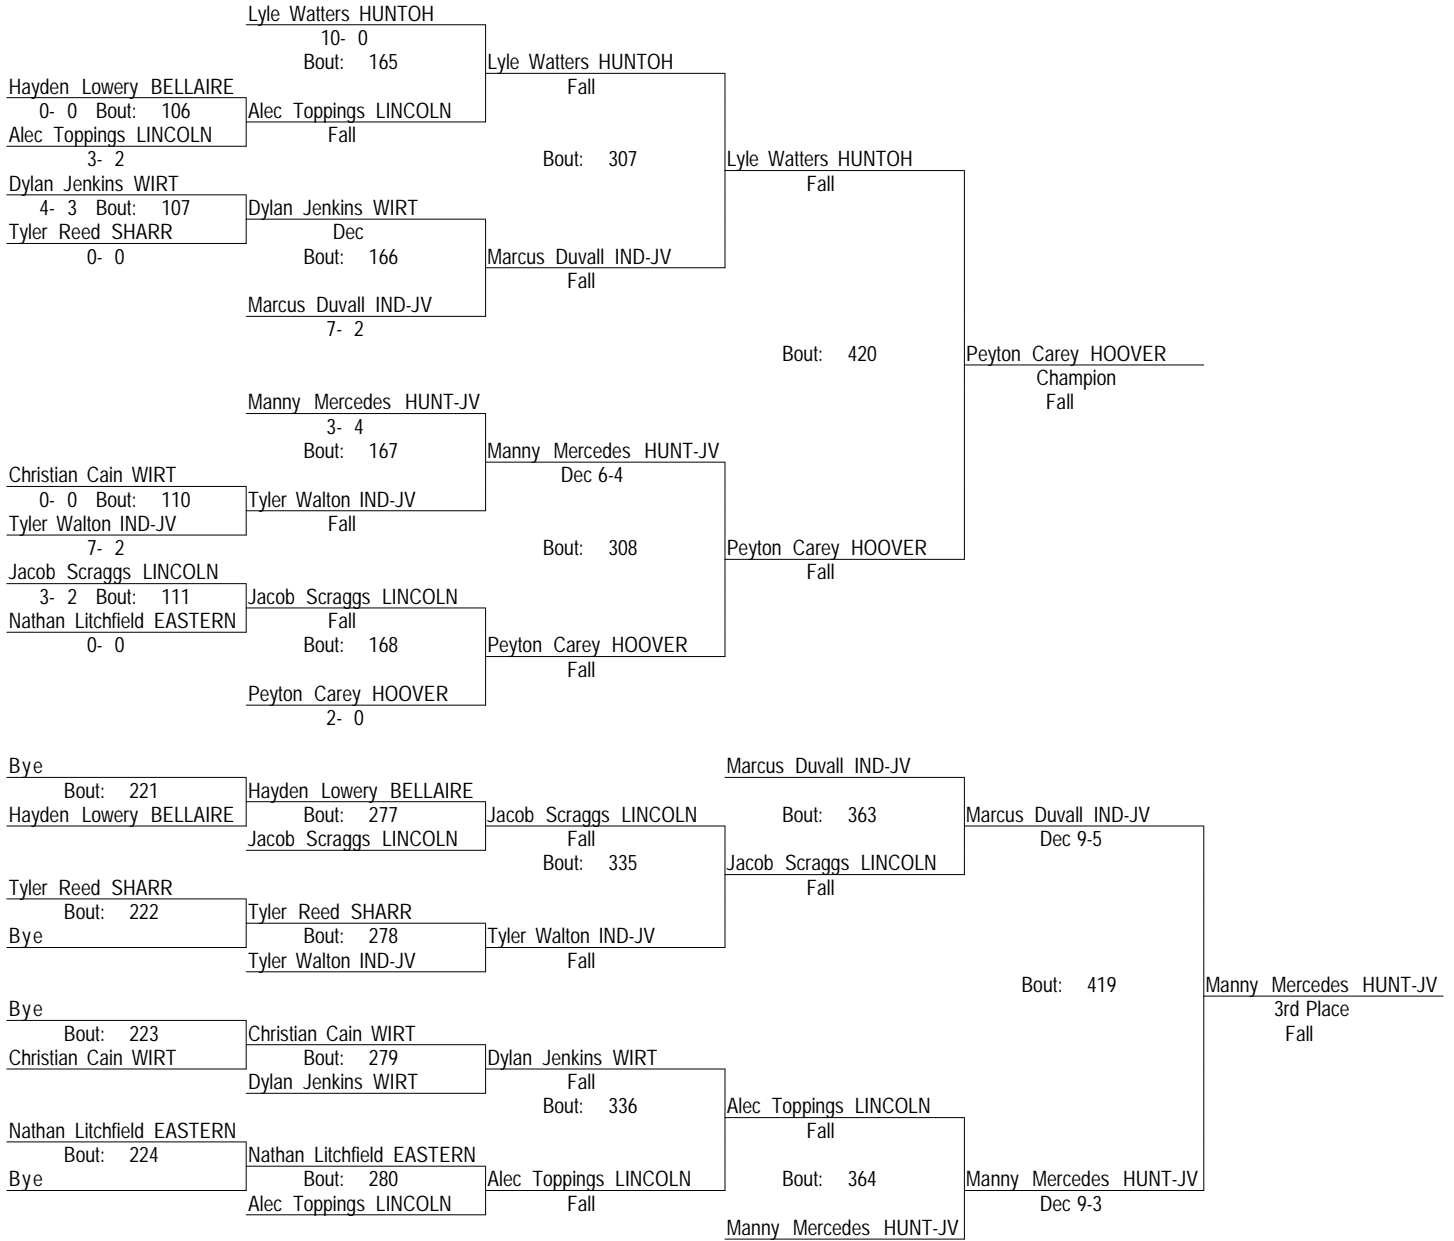 Lyle Watters HUNTOH
10- 0
Bout: 165
Lyle Watters HUNTOH
Fall
Hayden Lowery BELLAIRE
0- 0 Bout: 106
Alec Toppings LINCOLN
Alec Toppings LINCOLN
Fall
3- 2
Bout: 307
Lyle Watters HUNTOH
Fall
Dylan Jenkins WIRT
4- 3 Bout: 107
Dylan Jenkins WIRT
Tyler Reed SHARR
Dec
0- 0
Bout: 166
Marcus Duvall IND-JV
Fall
Marcus Duvall IND-JV
7- 2
Bout: 420
Peyton Carey HOOVER
Champion
Fall
Manny Mercedes HUNT-JV
3- 4
Bout: 167
Manny Mercedes HUNT-JV
Dec 6-4
Christian Cain WIRT
0- 0 Bout: 110
Tyler Walton IND-JV
Tyler Walton IND-JV
Fall
7- 2
Bout: 308
Peyton Carey HOOVER
Fall
Jacob Scraggs LINCOLN
3- 2 Bout: 111
Jacob Scraggs LINCOLN
Nathan Litchfield EASTERN
Fall
0- 0
Bout: 168
Peyton Carey HOOVER
Fall
Peyton Carey HOOVER
2- 0
Bye
Marcus Duvall IND-JV
Bout: 221
Hayden Lowery BELLAIRE
Hayden Lowery BELLAIRE
Bout: 277
Jacob Scraggs LINCOLN
Bout: 363
Marcus Duvall IND-JV
Jacob Scraggs LINCOLN
Fall
Dec 9-5
Bout: 335
Jacob Scraggs LINCOLN
Fall
Tyler Reed SHARR
Bout: 222
Tyler Reed SHARR
Bye
Bout: 278
Tyler Walton IND-JV
Tyler Walton IND-JV
Fall
Bout: 419
Manny Mercedes HUNT-JV
3rd Place
Fall
Bye
Bout: 223
Christian Cain WIRT
Christian Cain WIRT
Bout: 279
Dylan Jenkins WIRT
Dylan Jenkins WIRT
Fall
Bout: 336
Alec Toppings LINCOLN
Fall
Nathan Litchfield EASTERN
Bout: 224
Nathan Litchfield EASTERN
Bye
Bout: 280
Alec Toppings LINCOLN
Bout: 364
Manny Mercedes HUNT-JV
Alec Toppings LINCOLN
Fall
Dec 9-3
Manny Mercedes HUNT-JV